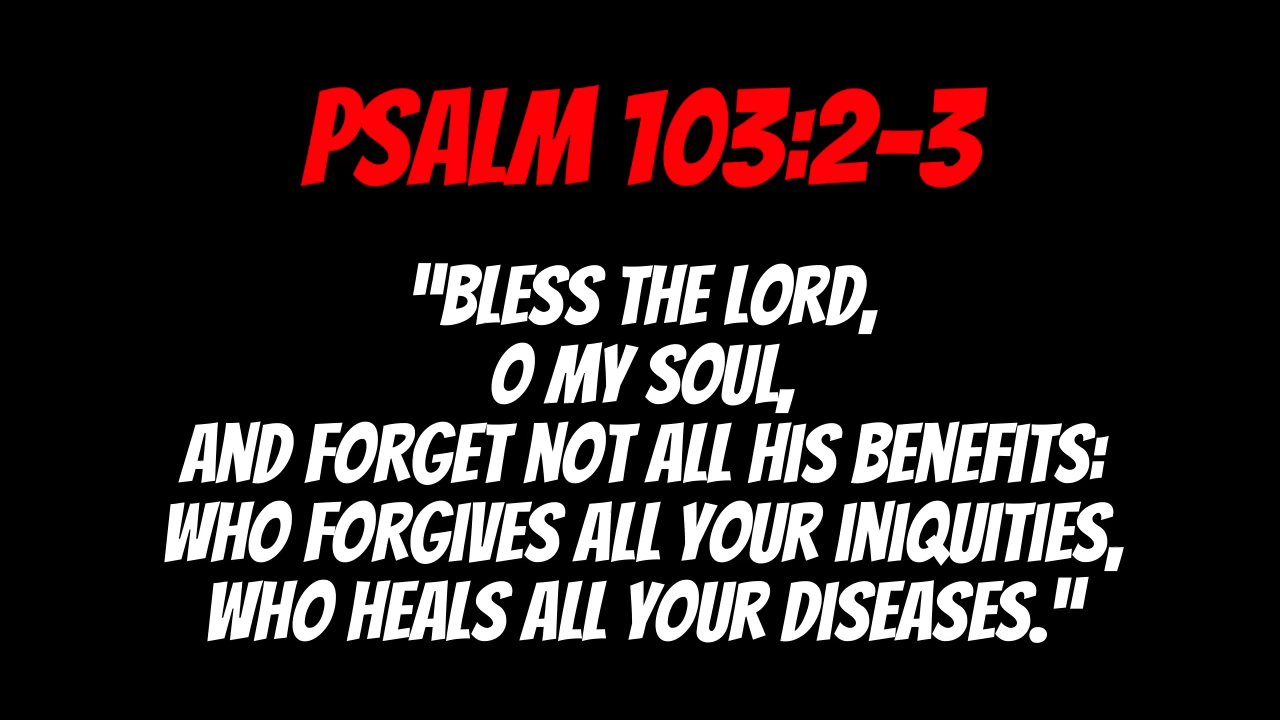 PSALM 103:2-3
"BLESS THE LORD,
O MY SOUL,
AND FORGET NOT ALL HIS BENEFITS:
WHO FORGIVES ALL YOUR INIQUITIES,
WHO HEALS ALL YOUR DISEASES."